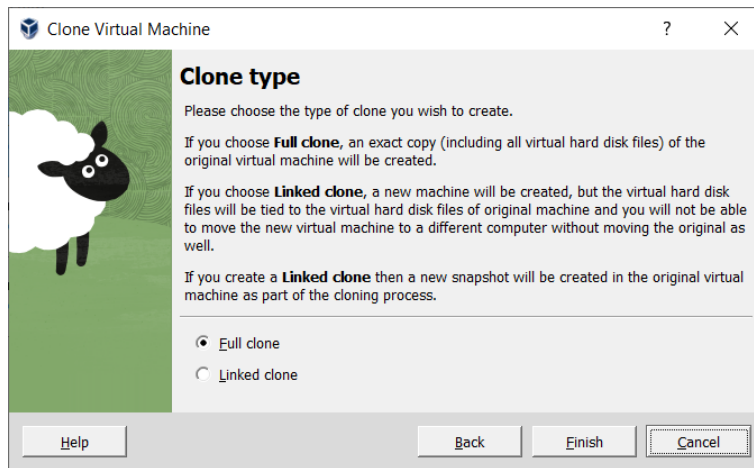 Clone Virtual Machine
?
Clone type
Please choose the type of clone you wish to create.
If you choose Full clone, an exact copy (including all virtual hard disk files) of the
original virtual machine will be created.
If you choose Linked clone, a new machine will be created, but the virtual hard disk
files will be tied to the virtual hard disk files of original machine and you will not be able
to move the new virtual machine to a different computer without moving the original as
well.
If you create a Linked clone then a new snapshot will be created in the original virtual
machine as part of the cloning process.
Full clone
Linked clone
Help
Back
Finish
Cancel